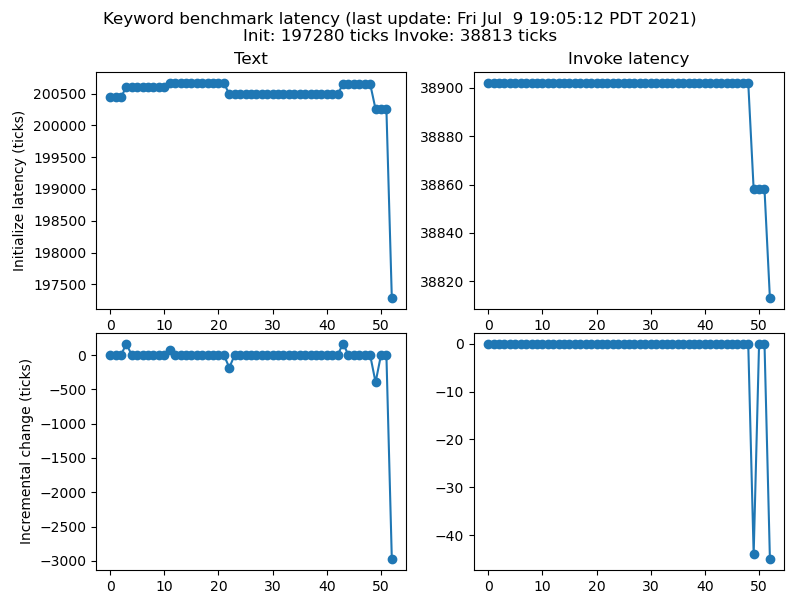 Keyword benchmark latency (last update: Fri Jul  9 19:05:12 PDT 2021)
Init: 197280 ticks Invoke: 38813 ticks
Text
Invoke latency
Initialize latency (ticks)
200500
200000
199500
199000
198500
198000
197500
0 10 20 30 40 50
38900
38880
38860
38840
38820
0 10 20 30 40 50
Incremental change (ticks)
0
−500
−1000
−1500
−2000
−2500
−3000
0 10 20 30 40 50
0
−10
−20
−30
−40
0 10 20 30 40 50